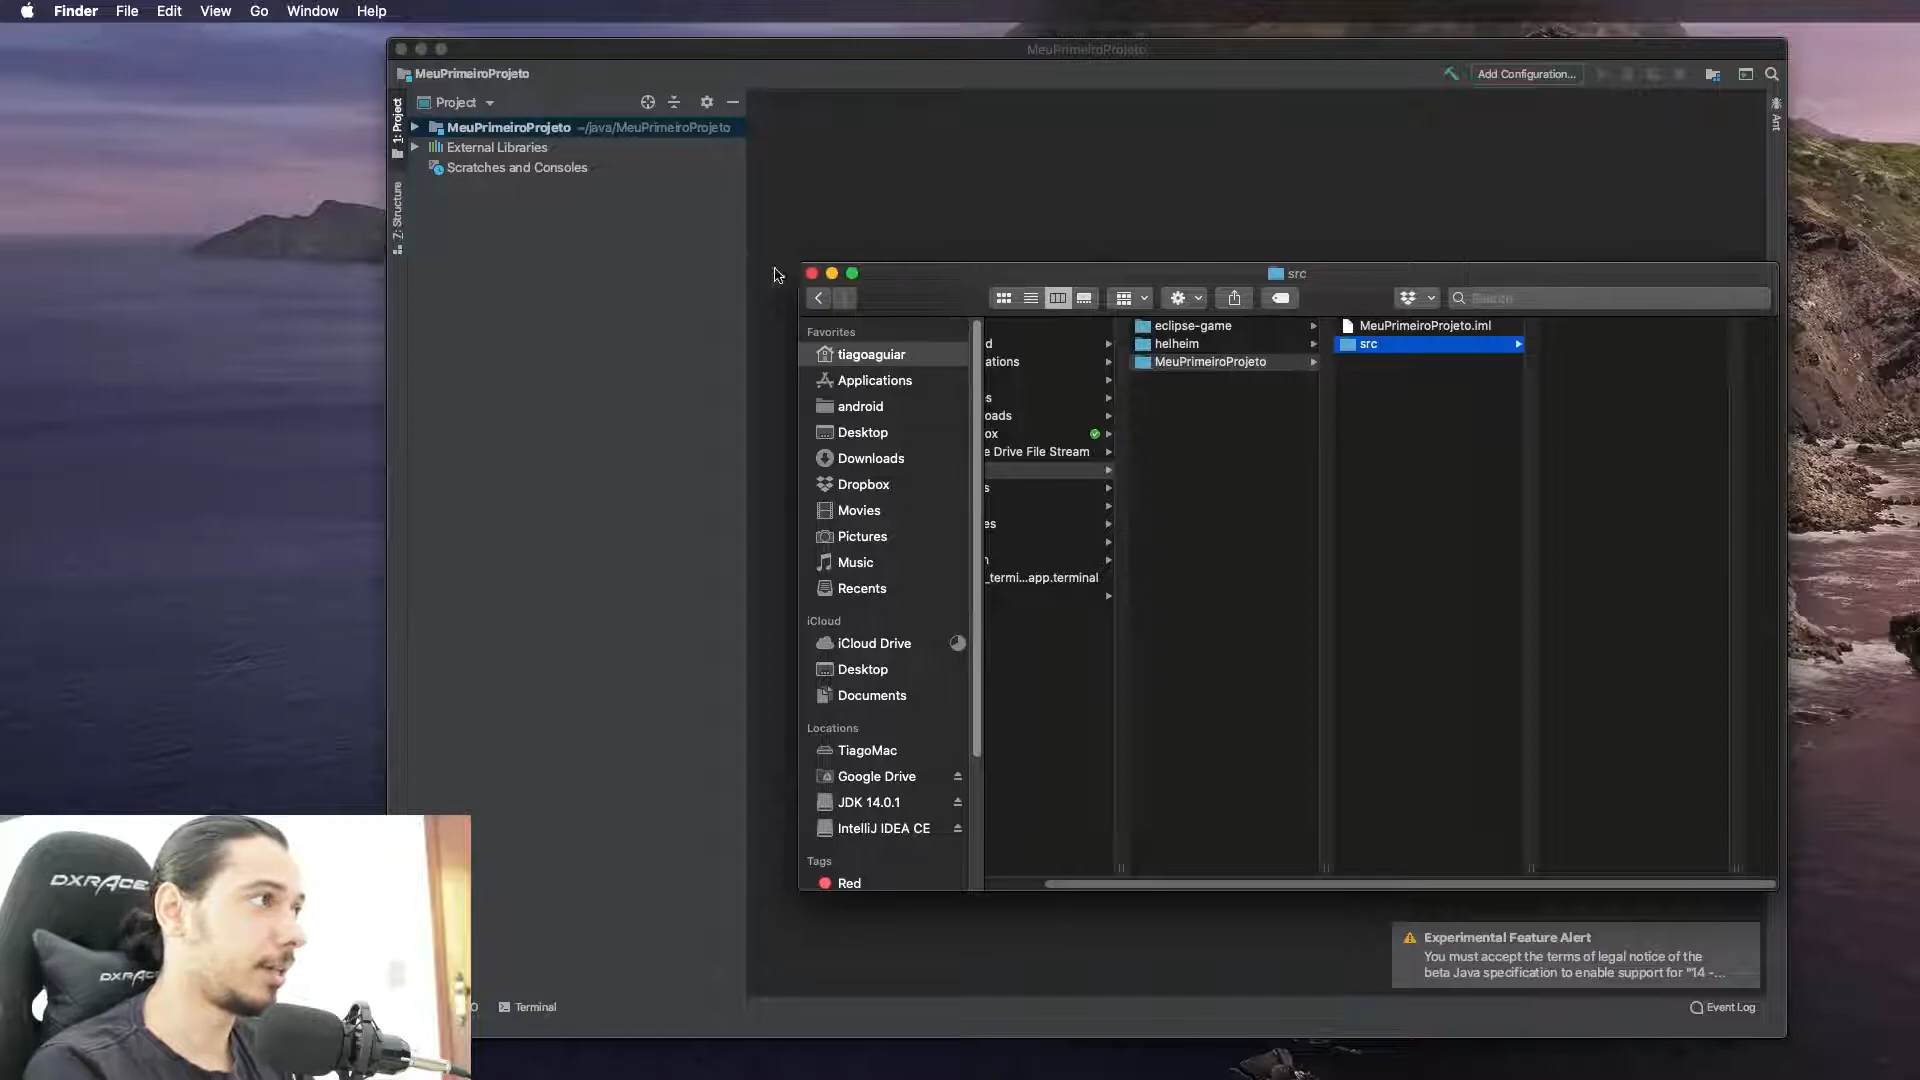 Finder File Edit View Go Window Help
MeuPrimeiroProjeto
MeuPrimeiroProjeto
Add Configuration...
1: Project
Project
MeuPrimeiroProjeto ~/java/MeuPrimeiroProjeto
External Libraries
Scratches and Consoles
7: Structure
Ant
src
Search
Favorites
tiagoaguiar
Applications
android
Desktop
Downloads
Dropbox
Movies
Pictures
Music
Recents
iCloud
iCloud Drive
Desktop
Documents
Locations
TiagoMac
Google Drive
JDK 14.0.1
IntelliJ IDEA CE
Tags
Red
d
ations
s
oads
ox
e Drive File Stream
s
es
_termi...app.terminal
eclipse-game
helheim
MeuPrimeiroProjeto
MeuPrimeiroProjeto.iml
src
Experimental Feature Alert
You must accept the terms of legal notice of the
beta Java specification to enable support for "14 -...
Terminal
Event Log
DXRACE
DXRACE